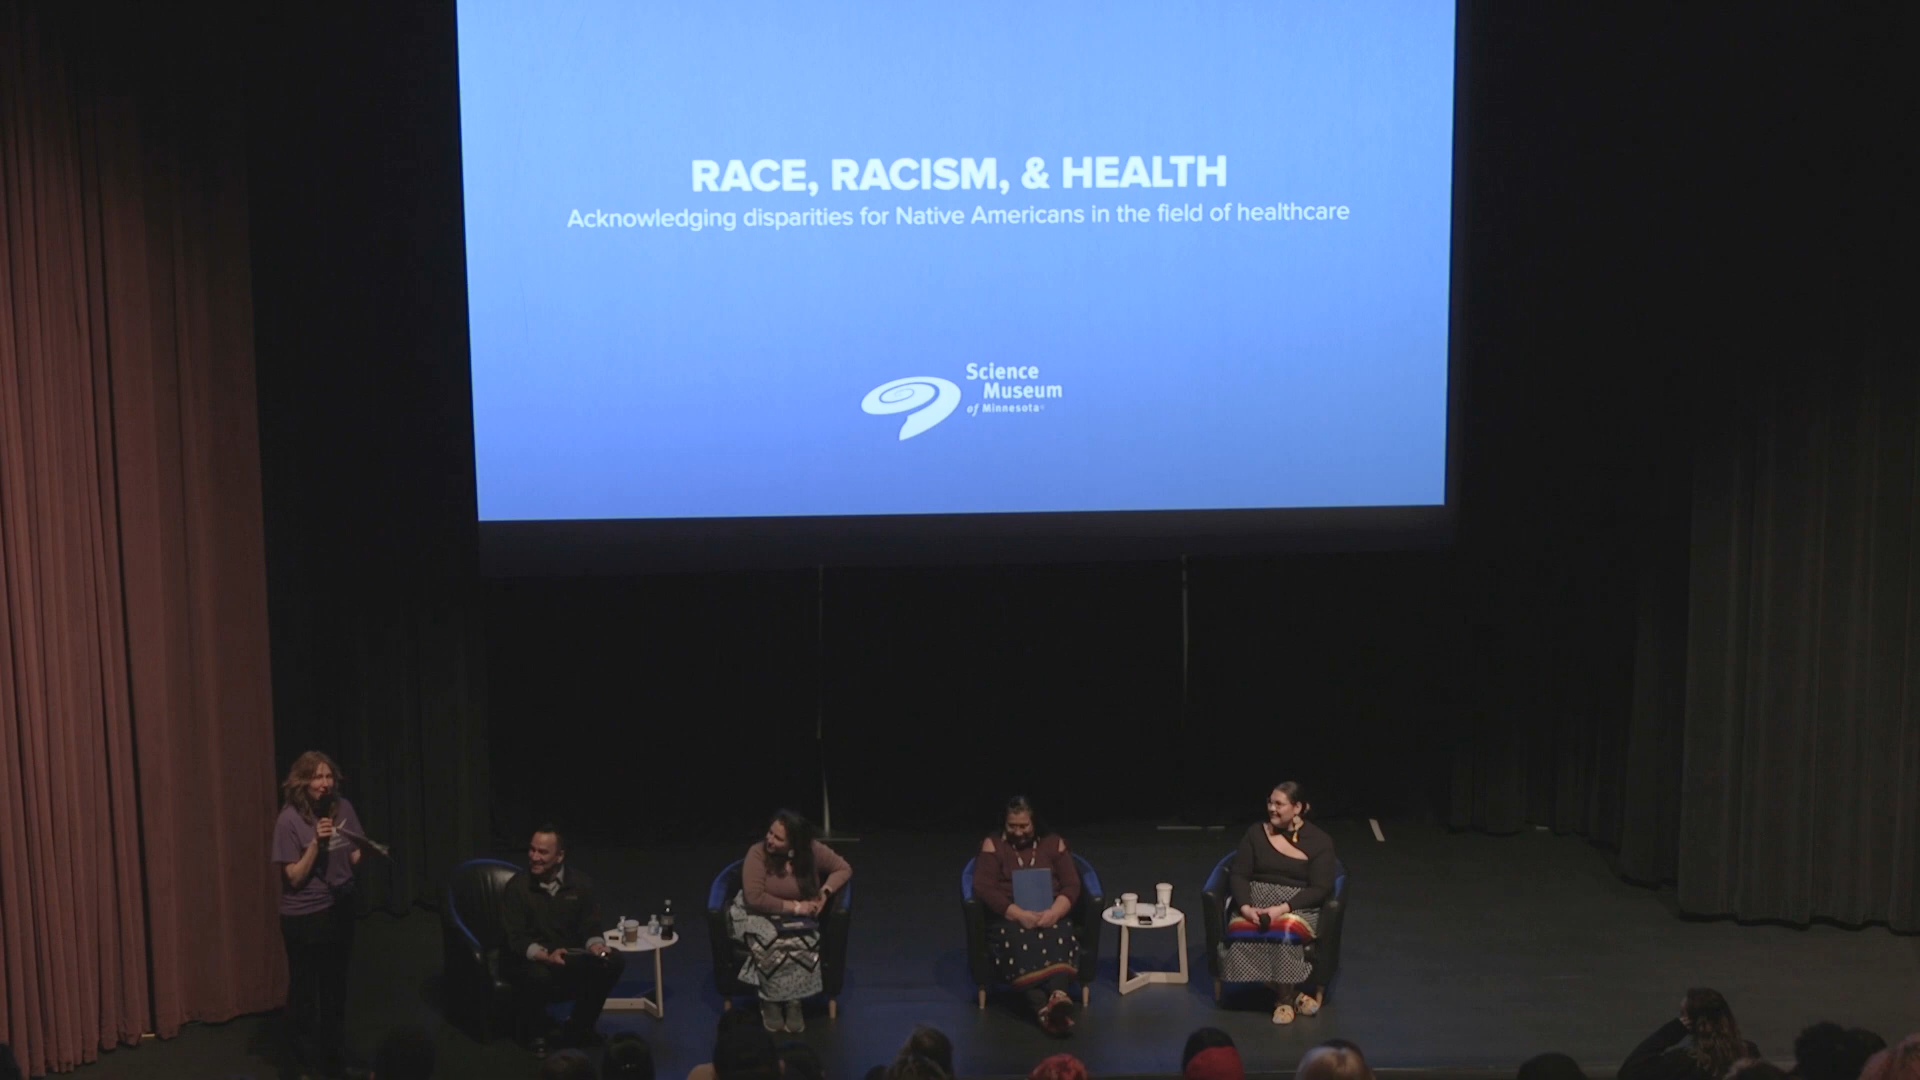 RACE, RACISM, & HEALTH
Acknowledging disparities for Native Americans in the field of healthcare
Science
Museum
of Minnesota